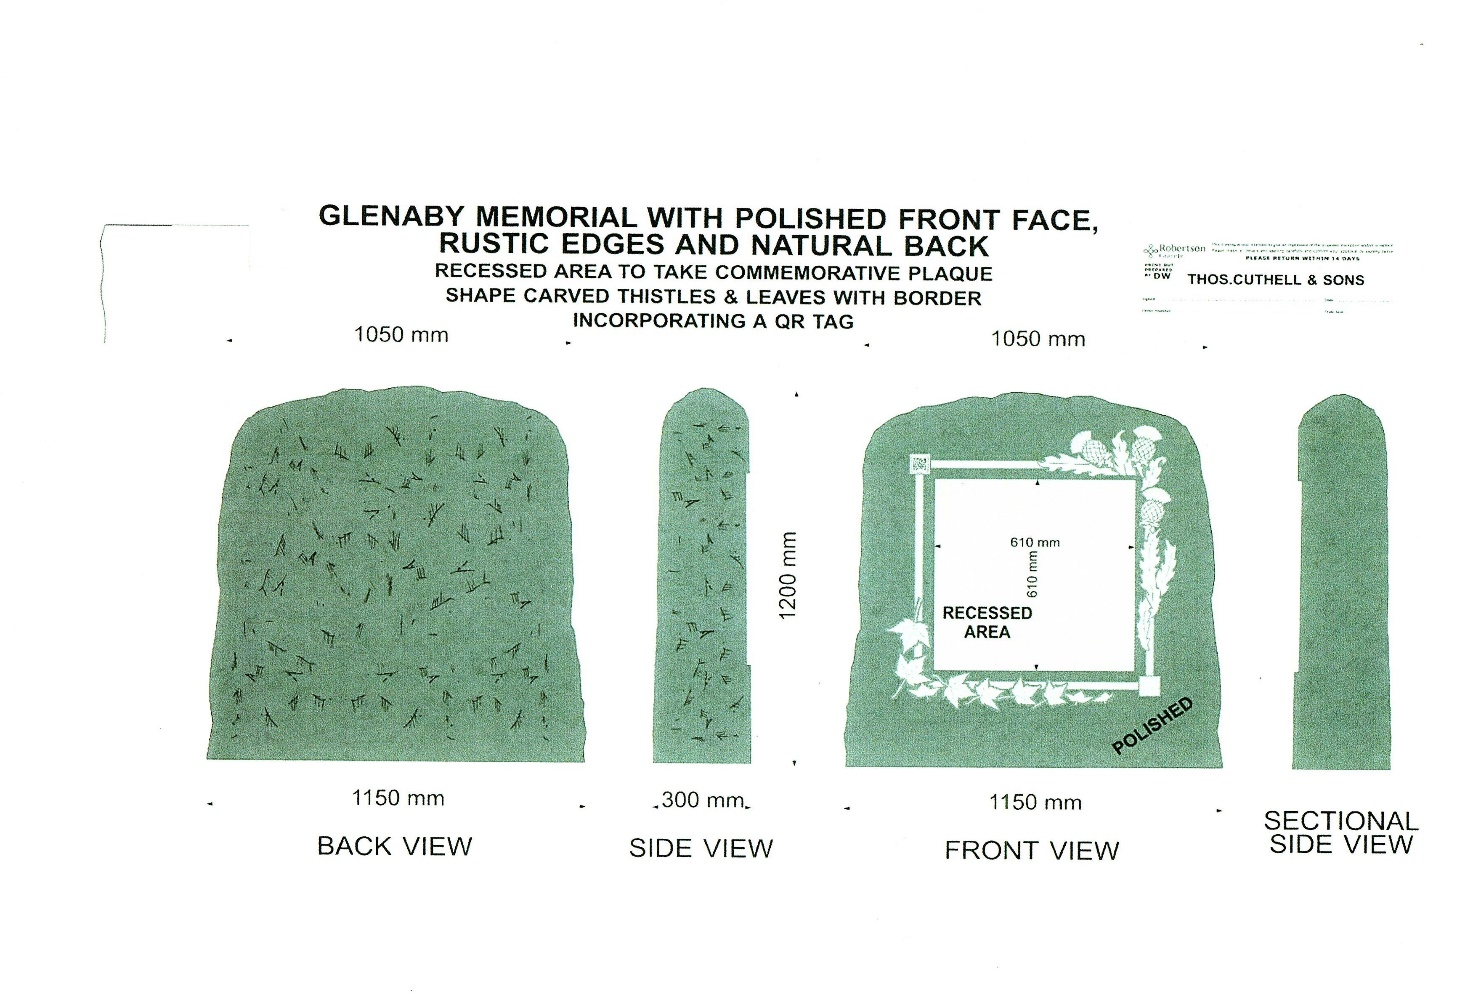 GLENABY MEMORIAL WITH POLISHED FRONT FACE,
RUSTIC EDGES AND NATURAL BACK
RECESSED AREA TO TAKE COMMEMORATIVE PLAQUE
SHAPE CARVED THISTLES & LEAVES WITH BORDER
INCORPORATING A QR TAG
Robertson
PLEASE RETURN WITHIN 14 DAYS
DW
THOS.CUTHELL & SONS
1050 mm
1050 mm
1200 mm
610 mm
610 mm
RECESSED
AREA
POLISHED
1150 mm
300 mm
1150 mm
BACK VIEW
SIDE VIEW
FRONT VIEW
SECTIONAL
SIDE VIEW